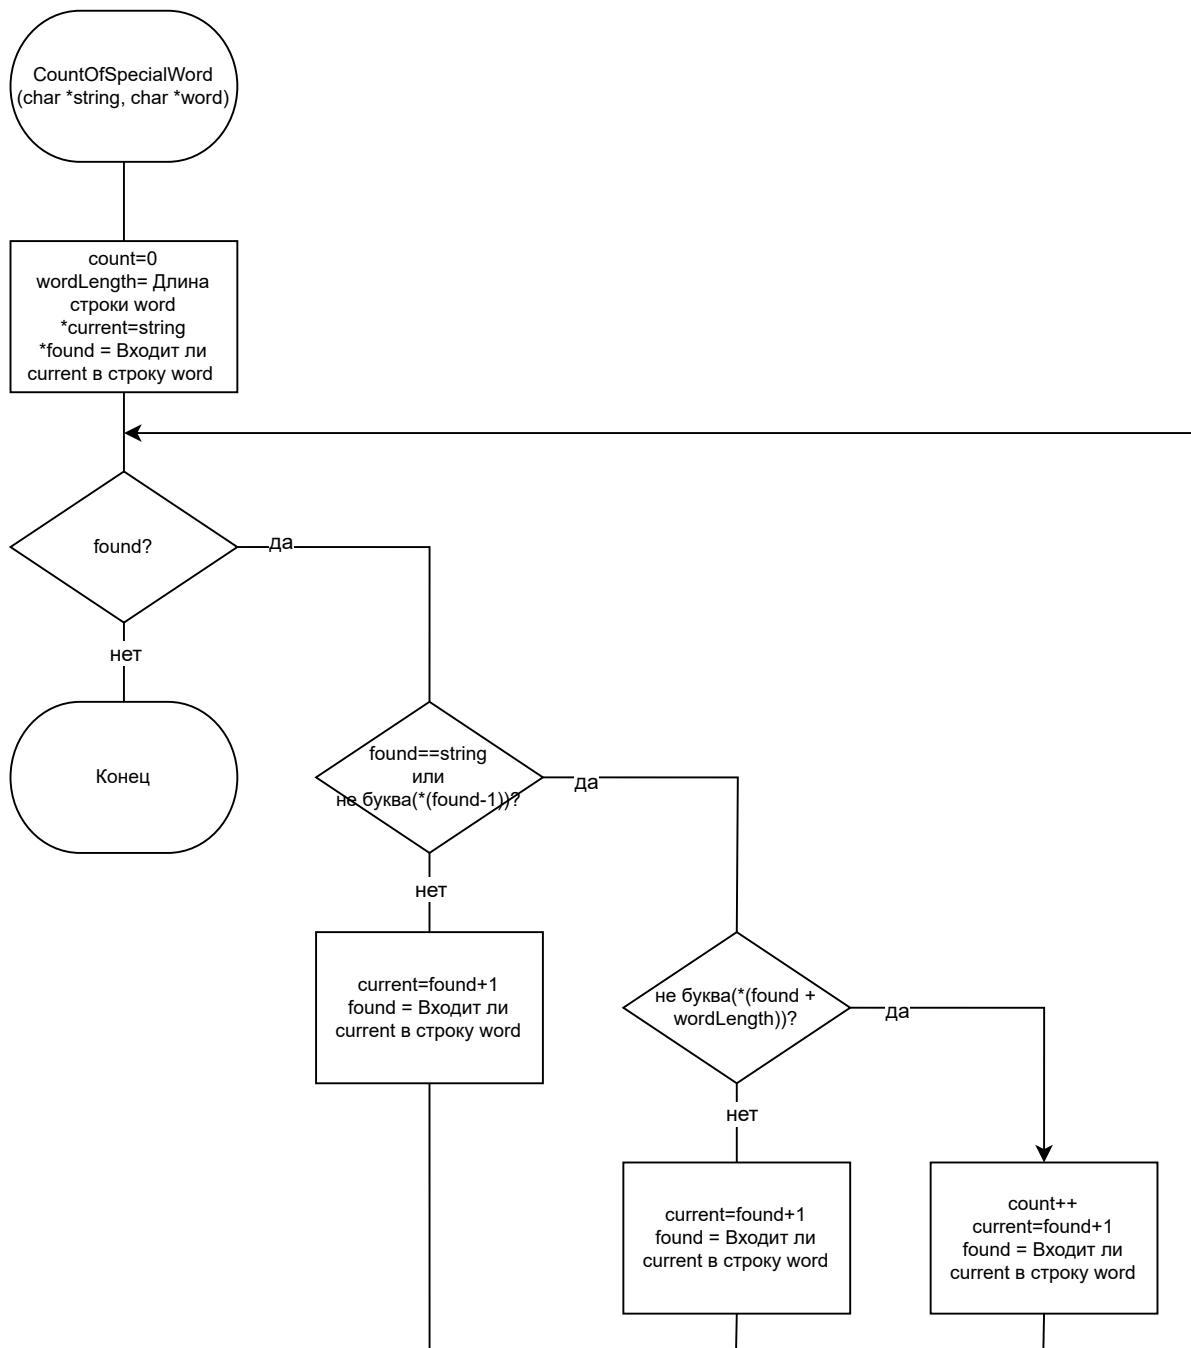 CountOfSpecialWord
(char *string, char *word)
count=0
wordLength= Длина
строки word
*current=string
*found = Входит ли
current в строку word
found?
да
нет
Конец
found==string
или
не буква(*(found-1))?
да
нет
current=found+1
found = Входит ли
current в строку word
не буква(*(found +
wordLength))?
да
нет
current=found+1
found = Входит ли
current в строку word
count++
current=found+1
found = Входит ли
current в строку word